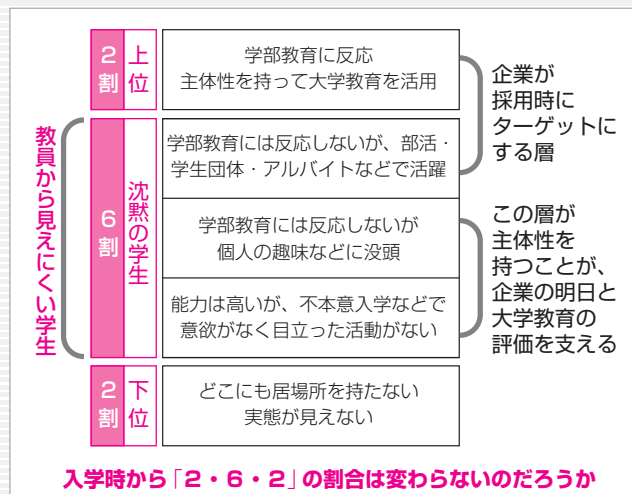 2割
上位
学部教育に反応
主体性を持って大学教育を活用
企業が
採用時に
ターゲットに
する層
教員から見えにくい学生
6割
沈黙の学生
学部教育には反応しないが、部活・
学生団体・アルバイトなどで活躍
学部教育には反応しないが
個人の趣味などに没頭
能力は高いが、不本意入学などで
意欲がなく目立った活動がない
この層が
主体性を
持つことが、
企業の明日と
大学教育の
評価を支える
2割
下位
どこにも居場所を持たない
実態が見えない
入学時から「2・6・2」の割合は変わらないのだろうか